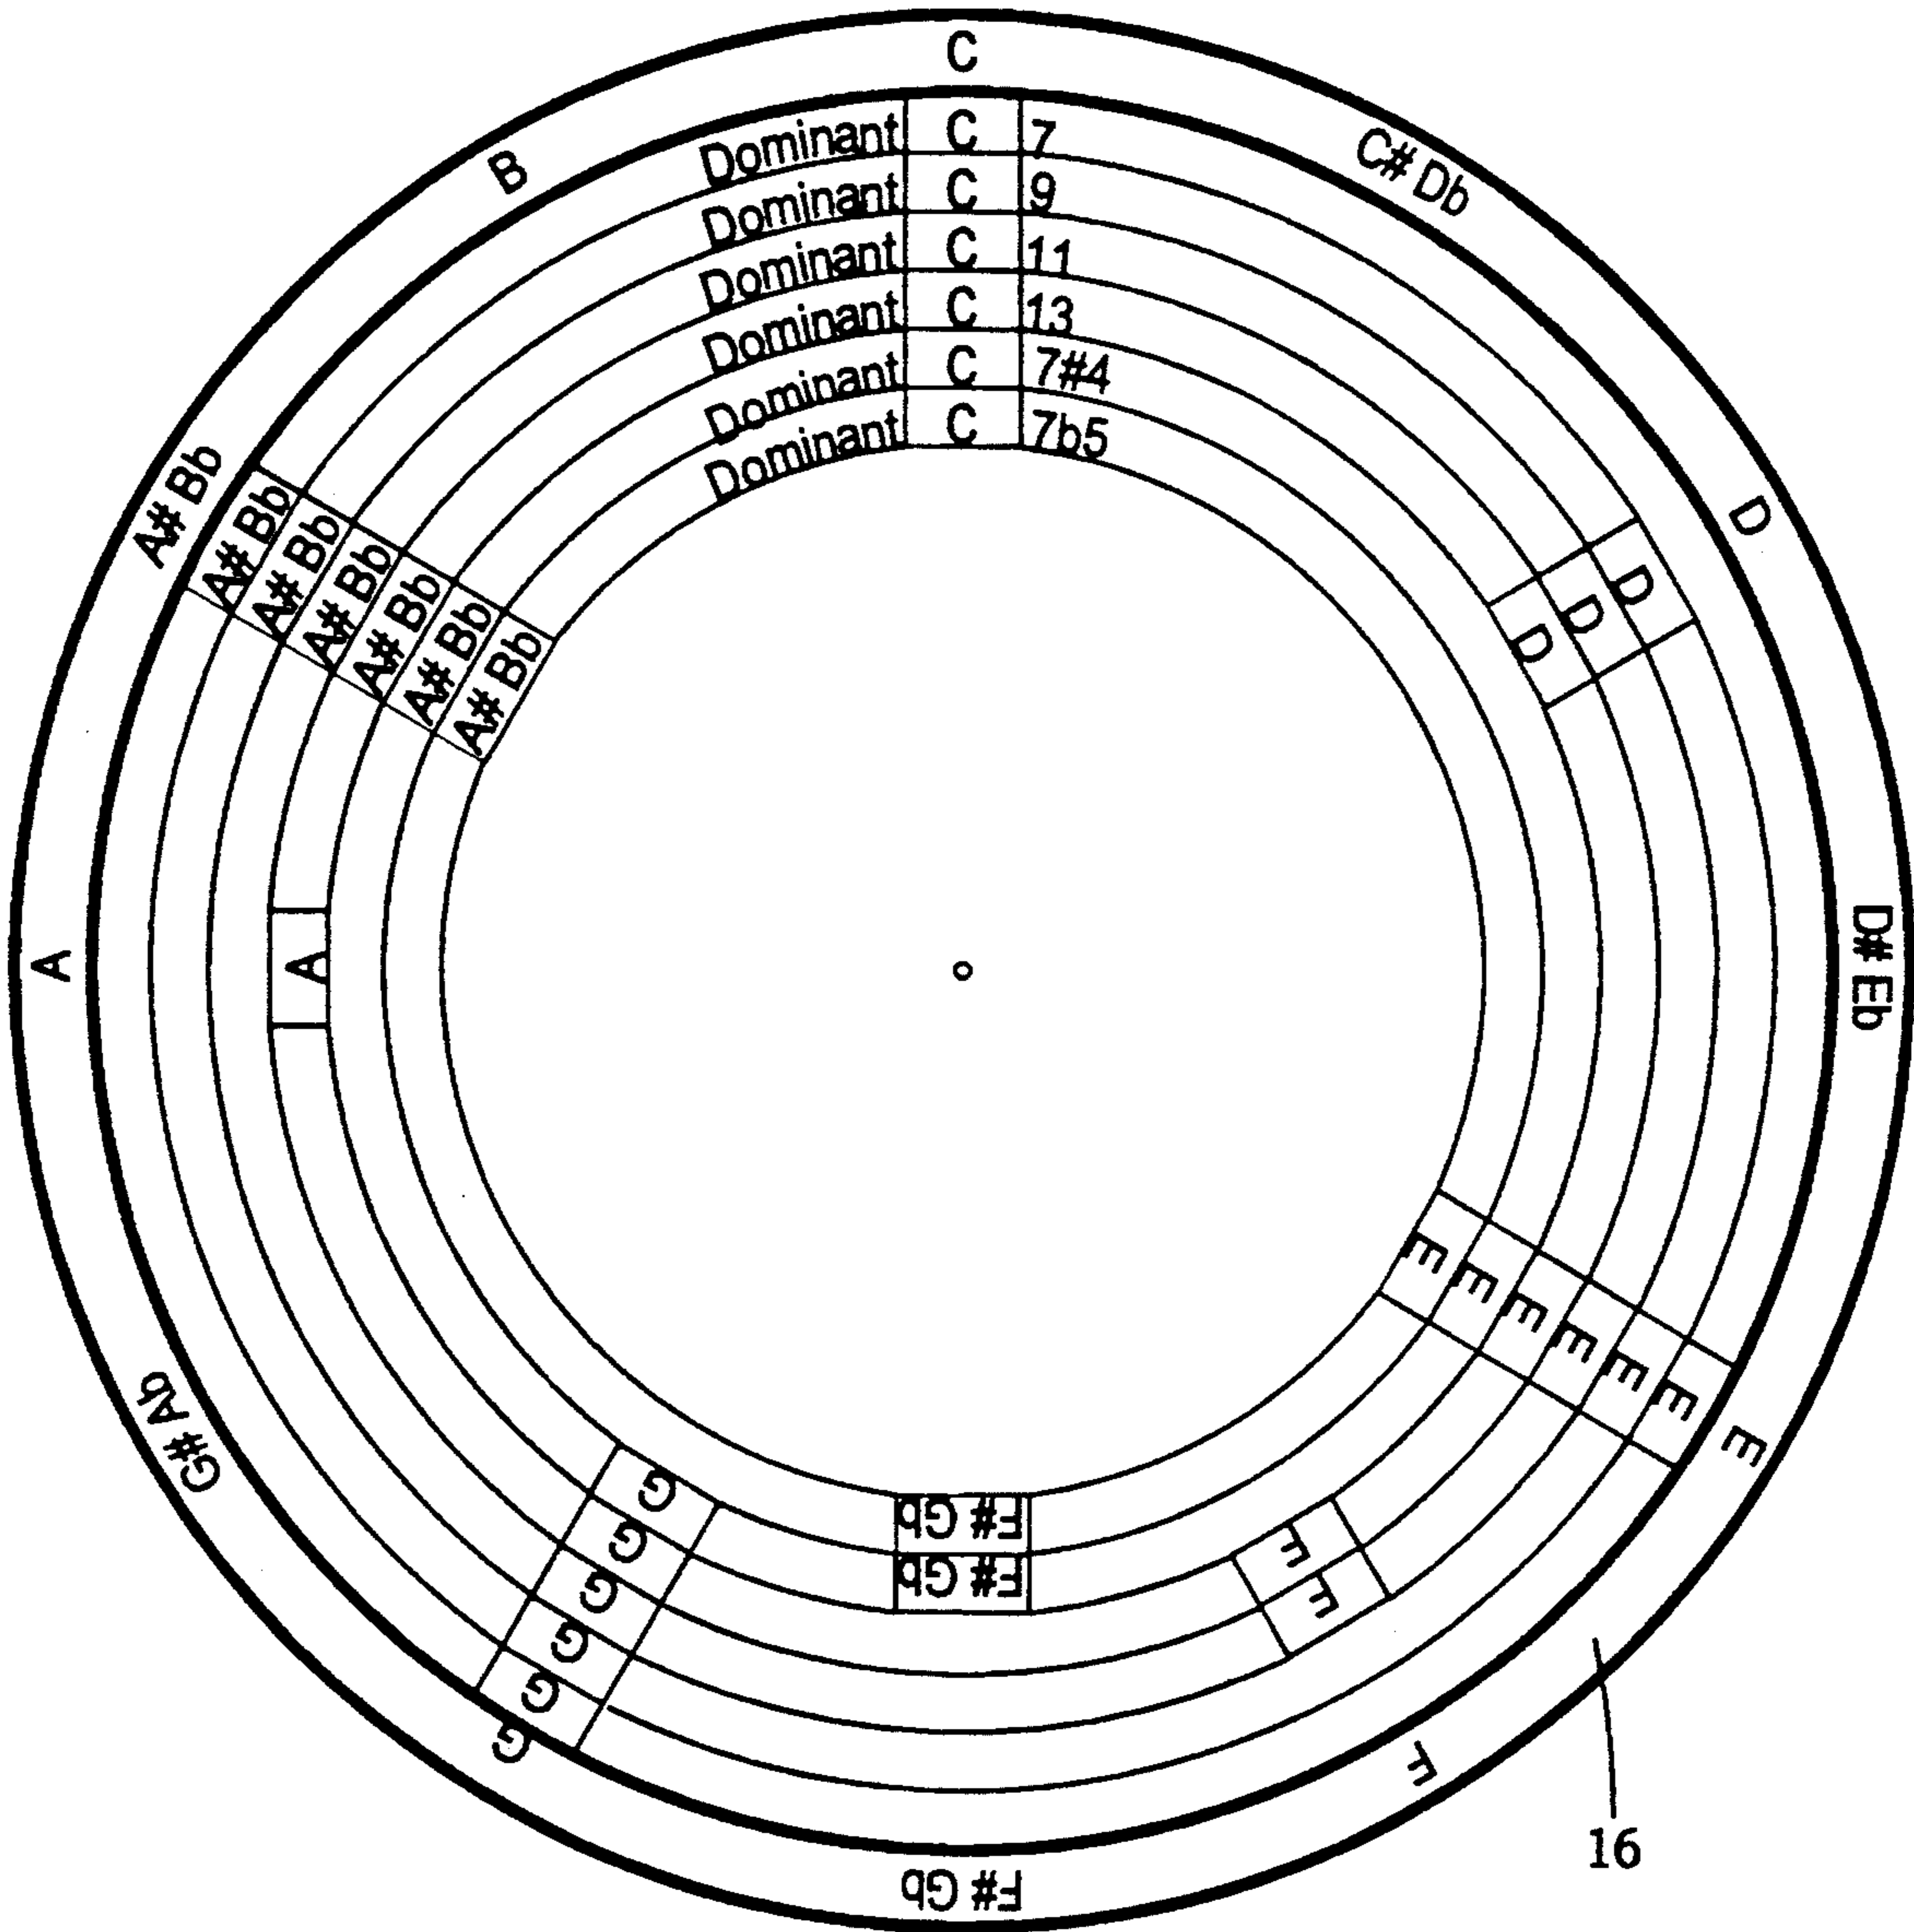 C
C# Db
D
D# Eb
E
F
F# Gb
G
G# Ab
A
A# Bb
B
Dominant C 7
Dominant C 9
Dominant C 11
Dominant C 13
Dominant C 7#4
Dominant C 7b5
D
D
D
E
E
E
E
E
E
F
F
F# Gb
F# Gb
G
G
G
G
G
A
A# Bb
A# Bb
A# Bb
A# Bb
A# Bb
A# Bb
16